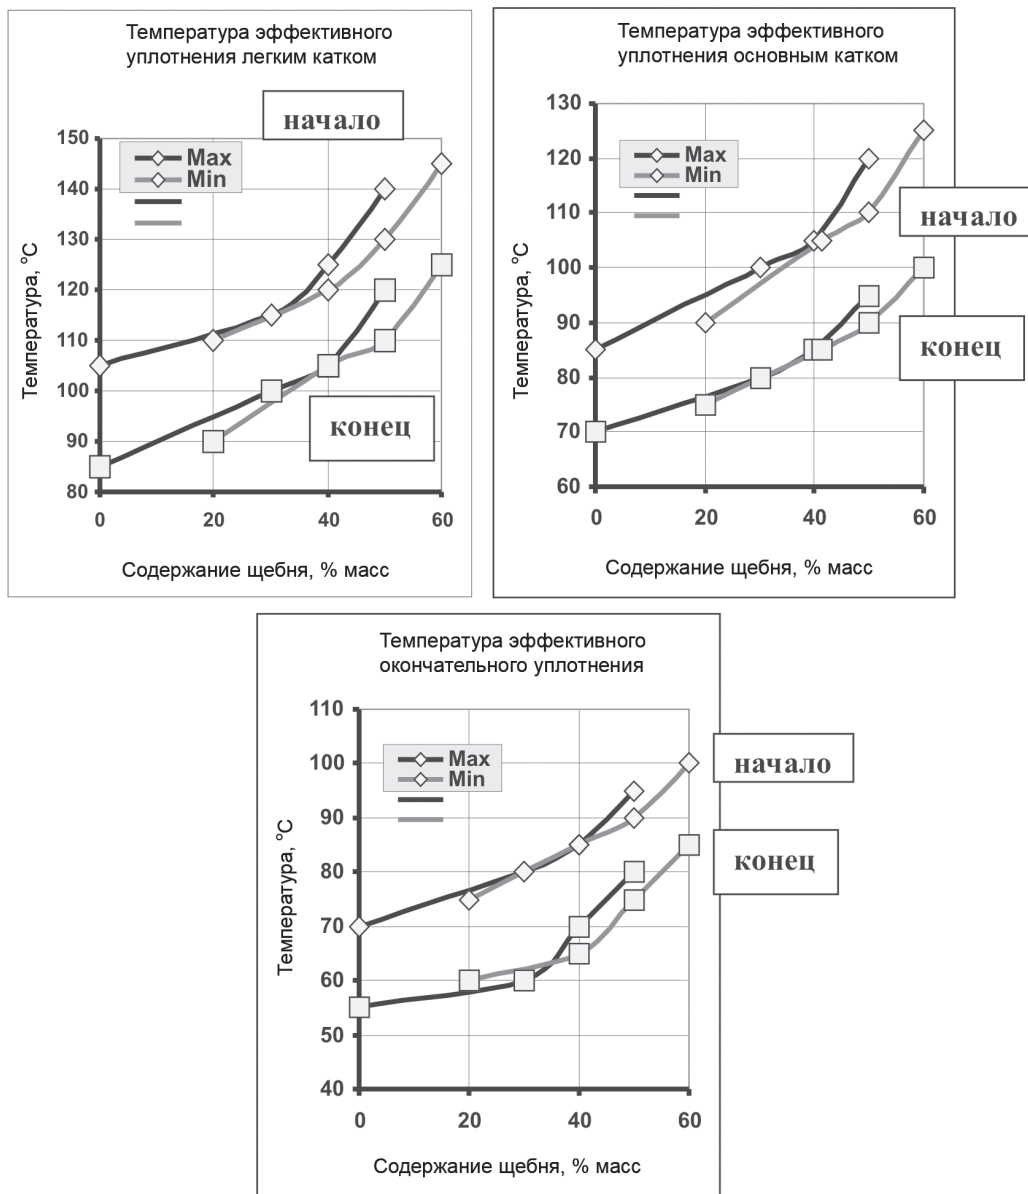 Температура эффективного
уплотнения легким катком
начало
150
140
130
120
110
100
90
80
Max
Min
Температура, °С
конец
0 20 40 60
Содержание щебня, % масс
Температура эффективного
уплотнения основным катком
130
120
110
100
90
80
70
60
Max
Min
начало
конец
Температура, °С
0 20 40 60
Содержание щебня, % масс
Температура эффективного
окончательного уплотнения
110
100
90
80
70
60
50
40
Max
Min
начало
конец
Температура, °С
0 20 40 60
Содержание щебня, % масс